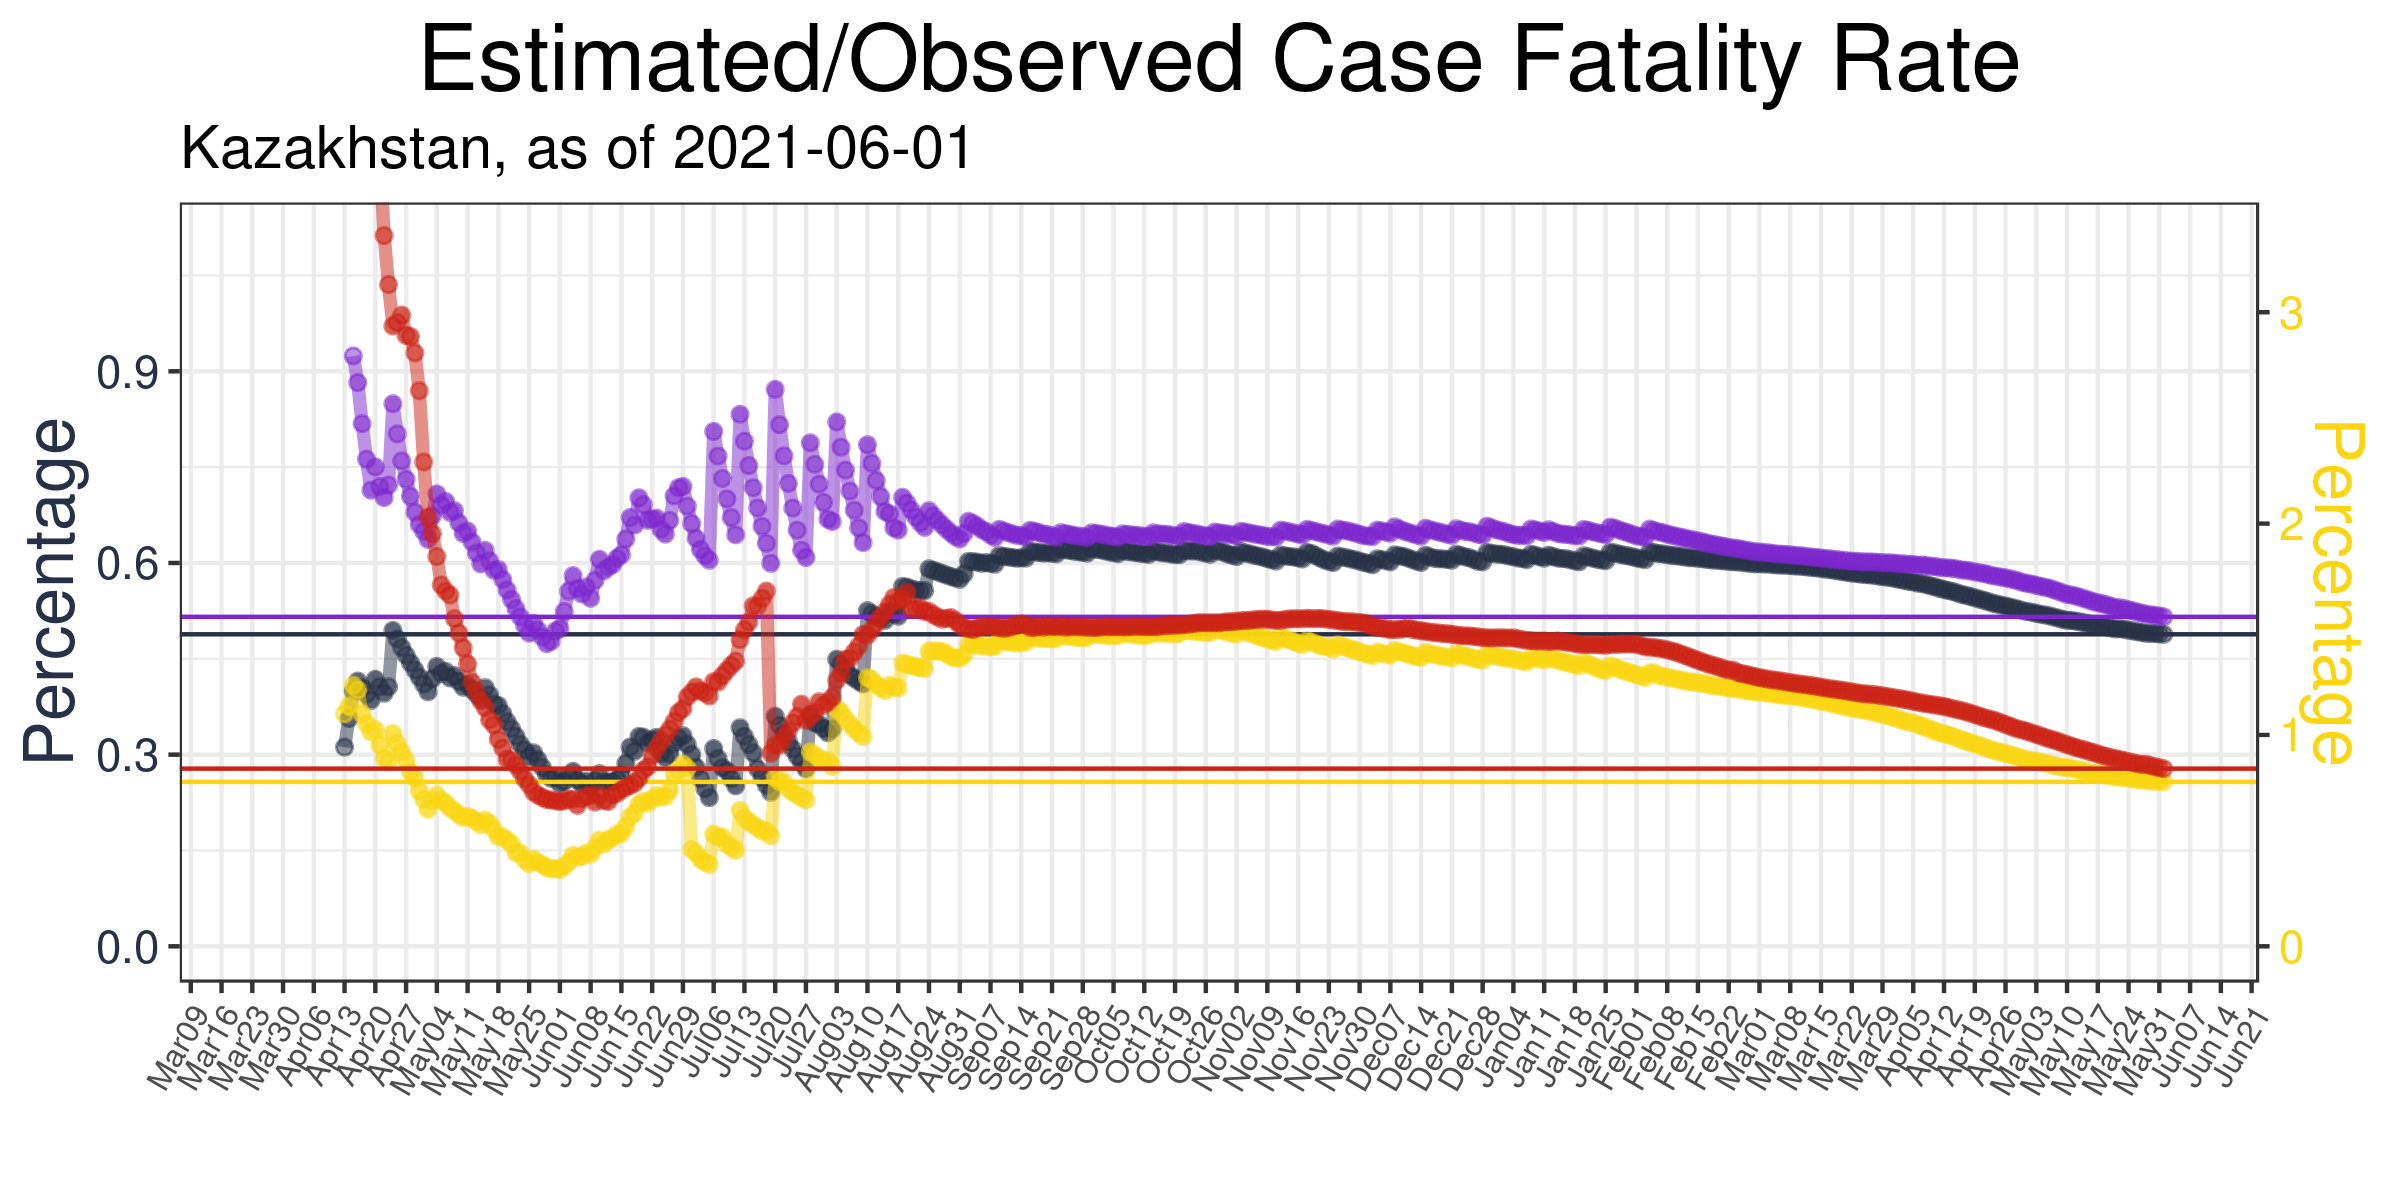 Estimated/Observed Case Fatality Rate
Kazakhstan, as of 2021-06-01
Percentage
0.9
0.6
0.3
0.0
3
2
1
0
Percentage
Mar09 Mar16 Mar23 Mar30 Apr06 Apr13 Apr20 Apr27 May04 May11 May18 May25 Jun01 Jun08 Jun15 Jun22 Jun29 Jul06 Jul13 Jul20 Jul27 Aug03 Aug10 Aug17 Aug24 Aug31 Sep07 Sep14 Sep21 Sep28 Oct05 Oct12 Oct19 Oct26 Nov02 Nov09 Nov16 Nov23 Nov30 Dec07 Dec14 Dec21 Dec28 Jan04 Jan11 Jan18 Jan25 Feb01 Feb08 Feb15 Feb22 Mar01 Mar08 Mar15 Mar22 Mar29 Apr05 Apr12 Apr19 Apr26 May03 May10 May17 May24 May31 Jun07 Jun14 Jun21